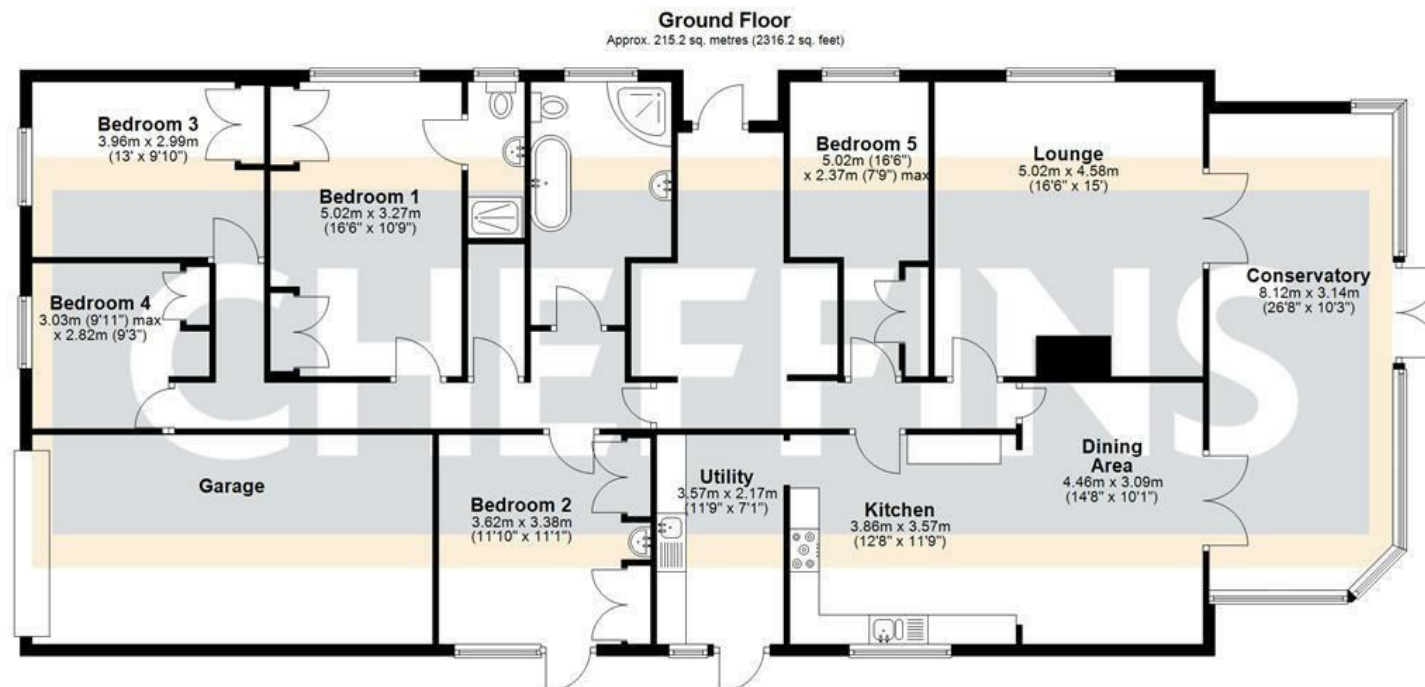 Ground Floor
Approx. 215.2 sq. metres (2316.2 sq. feet)
Bedroom 3
3.96m x 2.99m
(13' x 9'10")
Bedroom 1
5.02m x 3.27m
(16'6" x 10'9")
Bedroom 5
5.02m (16'6")
x 2.37m (7'9") max
Lounge
5.02m x 4.58m
(16'6" x 15')
Conservatory
8.12m x 3.14m
(26'8" x 10'3")
Bedroom 4
3.03m (9'11") max
x 2.82m (9'3")
CHEFFINS
Garage
Bedroom 2
3.62m x 3.38m
(11'10" x 11'1")
Utility
3.57m x 2.17m
(11'9" x 7'1")
Kitchen
3.86m x 3.57m
(12'8" x 11'9")
Dining
Area
4.46m x 3.09m
(14'8" x 10'1")